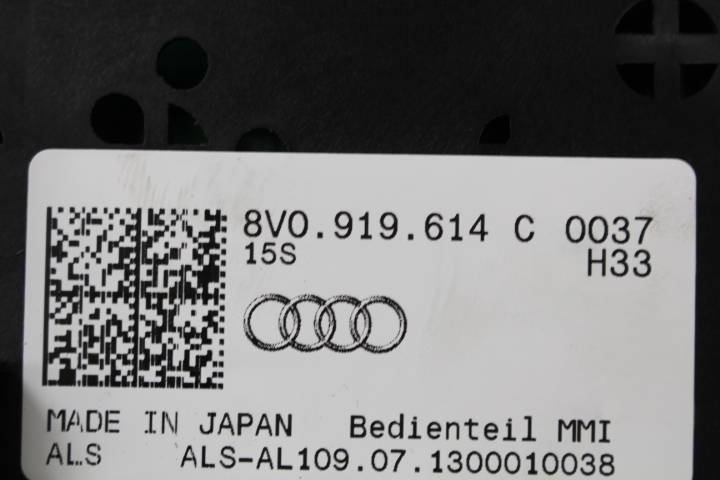 8V0.919.614 C 0037
15S H33
MADE IN JAPAN Bedienteil MMI
ALS ALS-AL109.07.1300010038